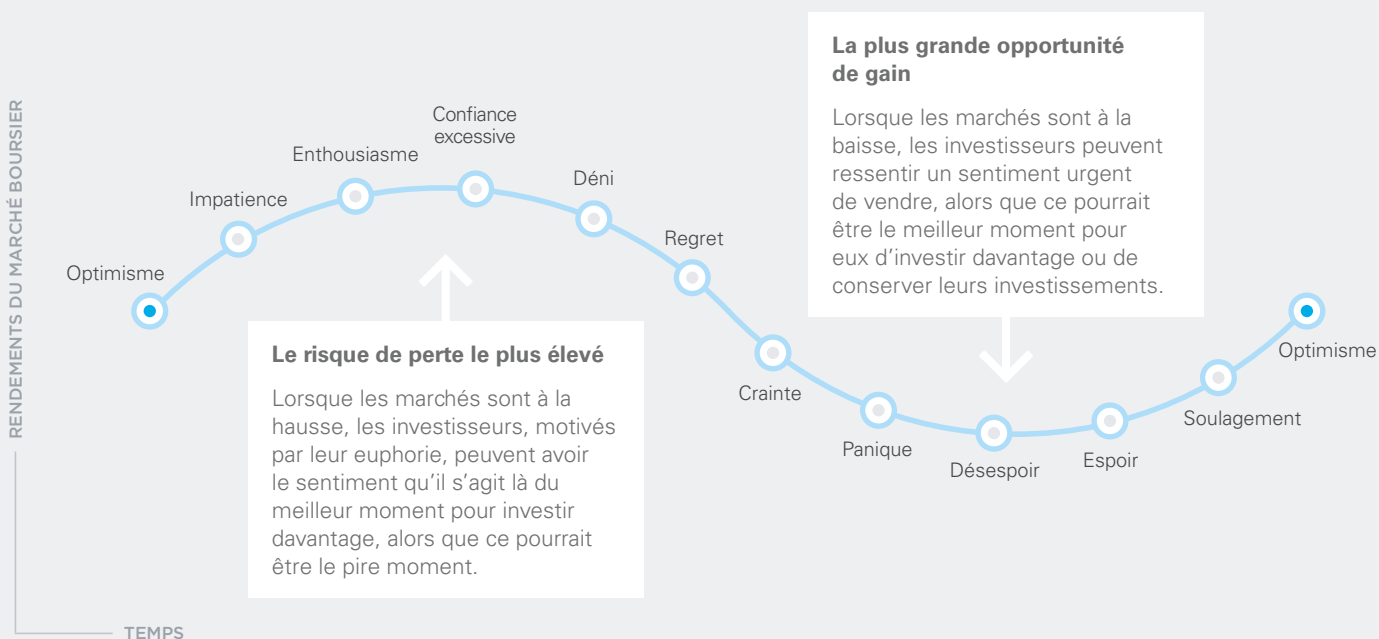 RENDEMENTS DU MARCHÉ BOURSIER
TEMPS
Optimisme
Impatience
Enthousiasme
Confiance
excessive
Déni
Regret
Crainte
Panique
Désespoir
Espoir
Soulagement
Optimisme
Le risque de perte le plus élevé
Lorsque les marchés sont à la
hausse, les investisseurs, motivés
par leur euphorie, peuvent avoir
le sentiment qu’il s’agit là du
meilleur moment pour investir
davantage, alors que ce pourrait
être le pire moment.
La plus grande opportunité
de gain
Lorsque les marchés sont à la
baisse, les investisseurs peuvent
ressentir un sentiment urgent
de vendre, alors que ce pourrait
être le meilleur moment pour
eux d’investir davantage ou de
conserver leurs investissements.